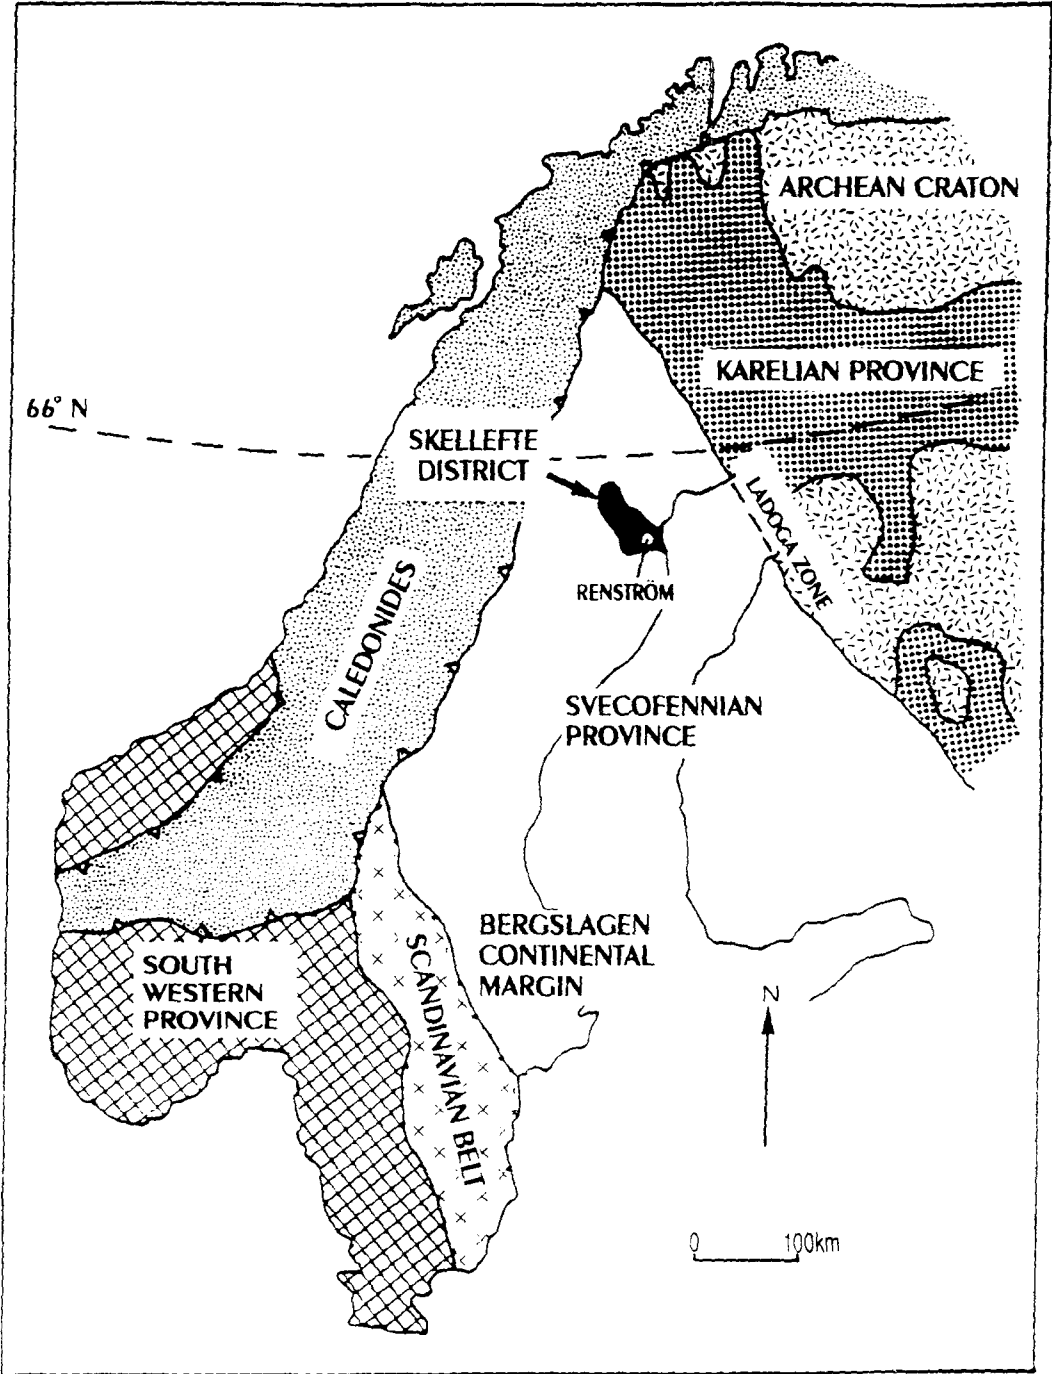 ARCHEAN CRATON
KARELIAN PROVINCE
66° N
SKELLEFTE
DISTRICT
LADOGA ZONE
RENSTRÖM
CALEDONIDES
SVECOFENNIAN
PROVINCE
BERGSLAGEN
CONTINENTAL
MARGIN
SOUTH
WESTERN
PROVINCE
SCANDINAVIAN BELT
N
0 100km